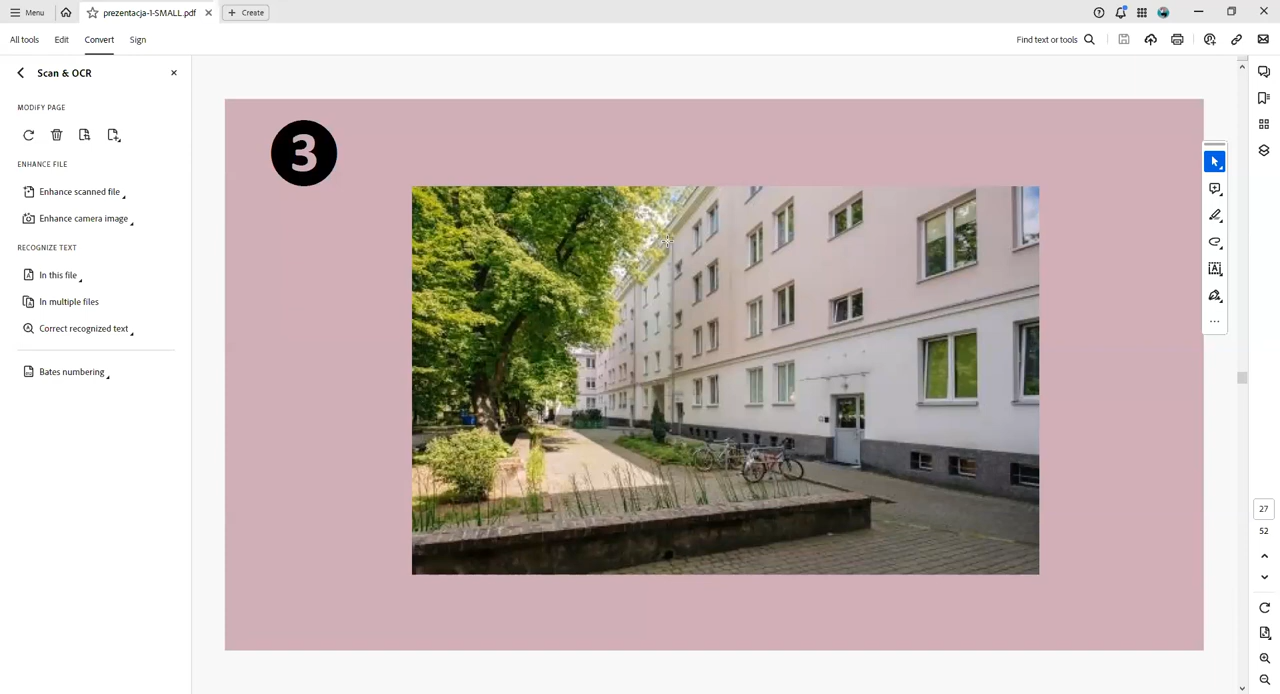 Menu
prezentacja-1-SMALL.pdf
Create
All tools
Edit
Convert
Sign
Find text or tools
Scan & OCR
MODIFY PAGE
ENHANCE FILE
Enhance scanned file
Enhance camera image
RECOGNIZE TEXT
In this file
In multiple files
Correct recognized text
Bates numbering
3
27
52